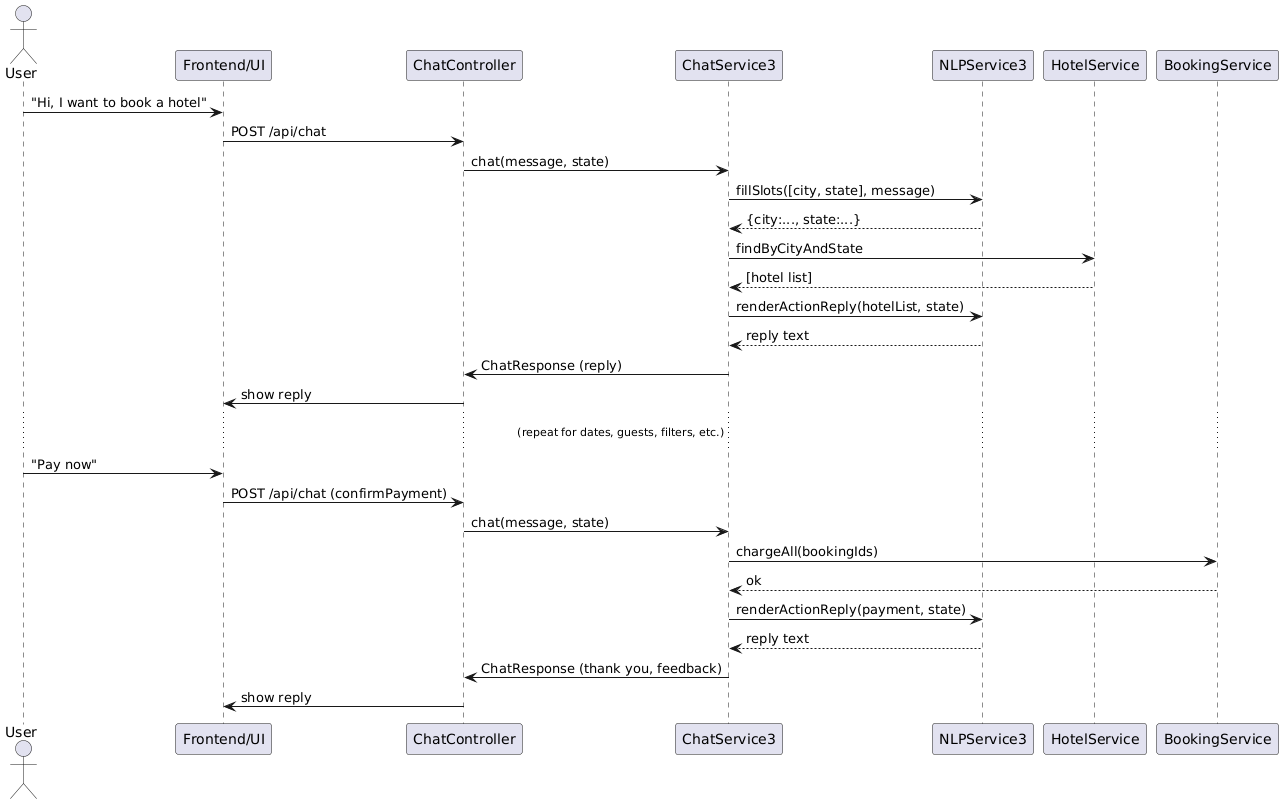 User
Frontend/UI
ChatController
ChatService3
NLPService3
HotelService
BookingService
"Hi, I want to book a hotel"
POST /api/chat
chat(message, state)
fillSlots([city, state], message)
{city:..., state:...}
findByCityAndState
[hotel list]
renderActionReply(hotelList, state)
reply text
ChatResponse (reply)
show reply
(repeat for dates, guests, filters, etc.)
"Pay now"
POST /api/chat (confirmPayment)
chat(message, state)
chargeAll(bookingIds)
ok
renderActionReply(payment, state)
reply text
ChatResponse (thank you, feedback)
show reply
User
Frontend/UI
ChatController
ChatService3
NLPService3
HotelService
BookingService